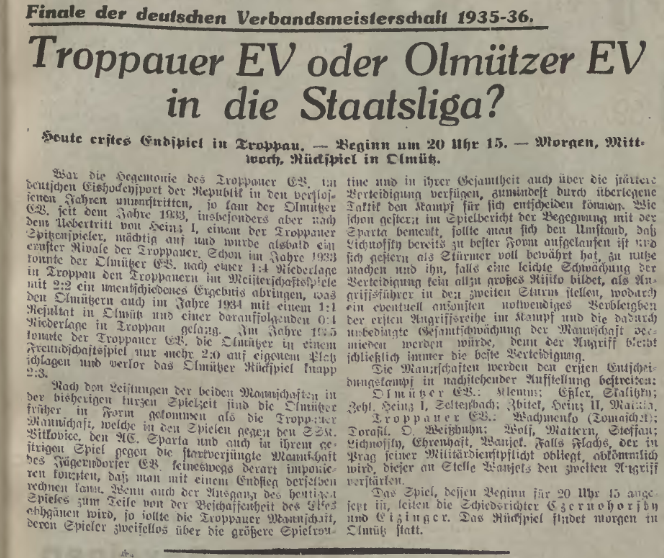 Finale der deutschen Verbandsmeisterschaft 1935-36.
Troppauer EV oder Olmützer EV
in die Staatsliga?
Heute erstes Endspiel in Troppau. — Beginn um 20 Uhr 15. — Morgen, Mitt-
woch, Rückspiel in Olmütz.
War die Hegemonie des Troppauer EV. im
deutschen Eishockeysport der Republik in den verflos-
senen Jahren unumstritten, so kam der Olmützer
EV. seit dem Jahre 1933, insbesonders aber nach
dem Uebertritt von Heinz I, einem der Troppauer
Spitzenspieler, mächtig auf und wurde alsbald ein
ernster Rivale der Troppauer. Schon im Jahre 1933
konnte der Olmützer EV. nach einer 1:4 Niederlage
in Troppau den Troppauern im Meisterschaftsspiele
mit 2:2 ein unentschiedenes Ergebnis abringen, was
den Olmützern auch im Jahre 1934 mit einem 1:1
Resultat in Olmütz und einer darauffolgenden 0:1
Niederlage in Troppau gelang. Im Jahre 1935
konnte der Troppauer EV. die Olmützer in einem
Freundschaftsspiel nur mehr 2:0 auf eigenem Platz
schlagen und verlor das Olmützer Rückspiel knapp
2:3.
Nach den Leistungen der beiden Mannschaften in
der bisherigen kurzen Spielzeit sind die Olmützer
früher in Form gekommen als die Troppauer
Mannschaft, welche in den Spielen gegen den SSK.
Witkovice, den AC. Sparta und auch in ihrem ge-
strigen Spiel gegen die starkverjüngte Mannschaft
des Jägerndorfer EV. keineswegs derart imponie-
ren konnten, daß man mit einem Endsieg derselben
rechnen kann. Wenn auch der Ausgang des heutigen
Spieles zum Teile von der Beschaffenheit des Eises
abhängen wird, so sollte die Troppauer Mannschaft,
deren Spieler zweifellos über die größere Spielrou-
tine und in ihrer Gesamtheit auch über die stärkere
Verteidigung verfügen, zumindest durch überlegene
Taktik den Kampf für sich entscheiden können. Wie
schon gestern im Spielbericht der Begegnung mit der
Sparta bemerkt, sollte man sich den Umstand, daß
Lichnofsky bereits zu bester Form aufgelaufen ist und
sich gestern als Stürmer voll bewährt hat, zu nutze
machen und ihn, falls eine leichte Schwächung der
Verteidigung kein allzu großes Risiko bildet, als An-
griffsführer in den zweiten Sturm stellen, wodurch
ein eventuell ansonsten notwendiges Verbleiben
der ersten Angriffsreihe im Kampf und die dadurch
unbedingte Gesamtschwächung der Mannschaft ver-
mieden werden würde, denn der Angriff bleibt
schließlich immer die beste Verteidigung.
Die Mannschaften werden den ersten Entschei-
dungskampf in nachstehender Aufstellung bestreiten:
Olmützer EV.: Klemm; Eßler, Skalitzky;
Zehl, Heinz I, Seltenbach; Zbitek, Heinz II,
Troppauer EV.: Wachmenko (Tomaidtl);
Dorasil, O. Weißhuhn; Wolf, Matern, Steffan;
Lichnofsky, Ehrenhaft, Wanjek. Falls Flachs, der in
Prag seiner Militärdienstpflicht obliegt, abkömmlich
wird, dieser an Stelle Wanjeks den zweiten Angriff
verstärken.
Das Spiel, dessen Beginn für 20 Uhr 15 ange-
setzt ist, leiten die Schiedsrichter Czernohorsky
und Eizinger. Das Rückspiel findet morgen in
Olmütz statt.